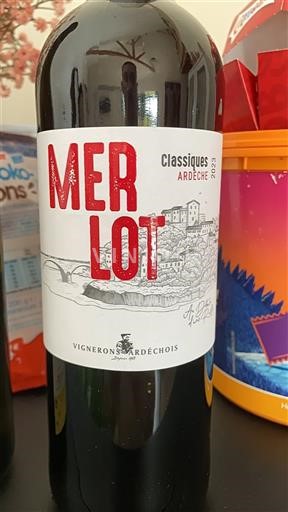 MER
LOT
Classiques
ARDÈCHE
2023
VIGNERONS ARDÉCHOIS